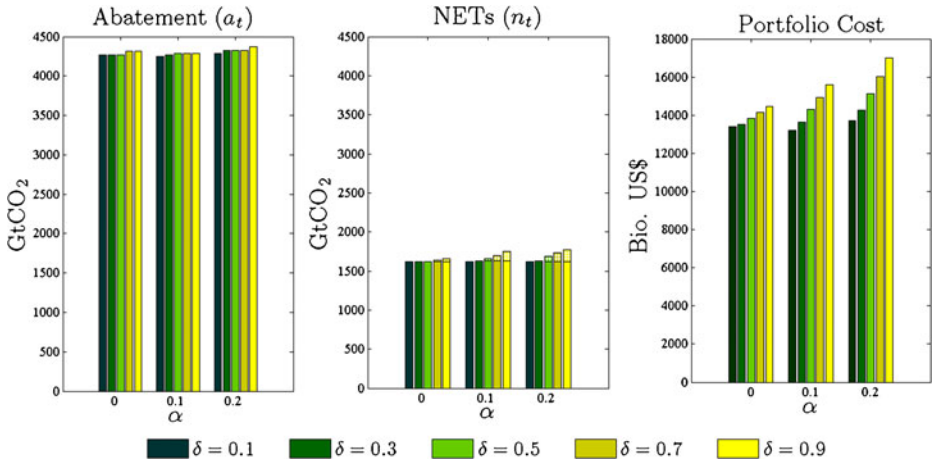 Abatement (aₜ)
4500
4000
3500
3000
2500
2000
1500
1000
500
0
GtCO₂
0 0.1 0.2
α
NETs (nₜ)
4500
4000
3500
3000
2500
2000
1500
1000
500
0
GtCO₂
0 0.1 0.2
α
Portfolio Cost
18000
16000
14000
12000
10000
8000
6000
4000
2000
0
Bio. US$
0 0.1 0.2
α
δ = 0.1 δ = 0.3 δ = 0.5 δ = 0.7 δ = 0.9